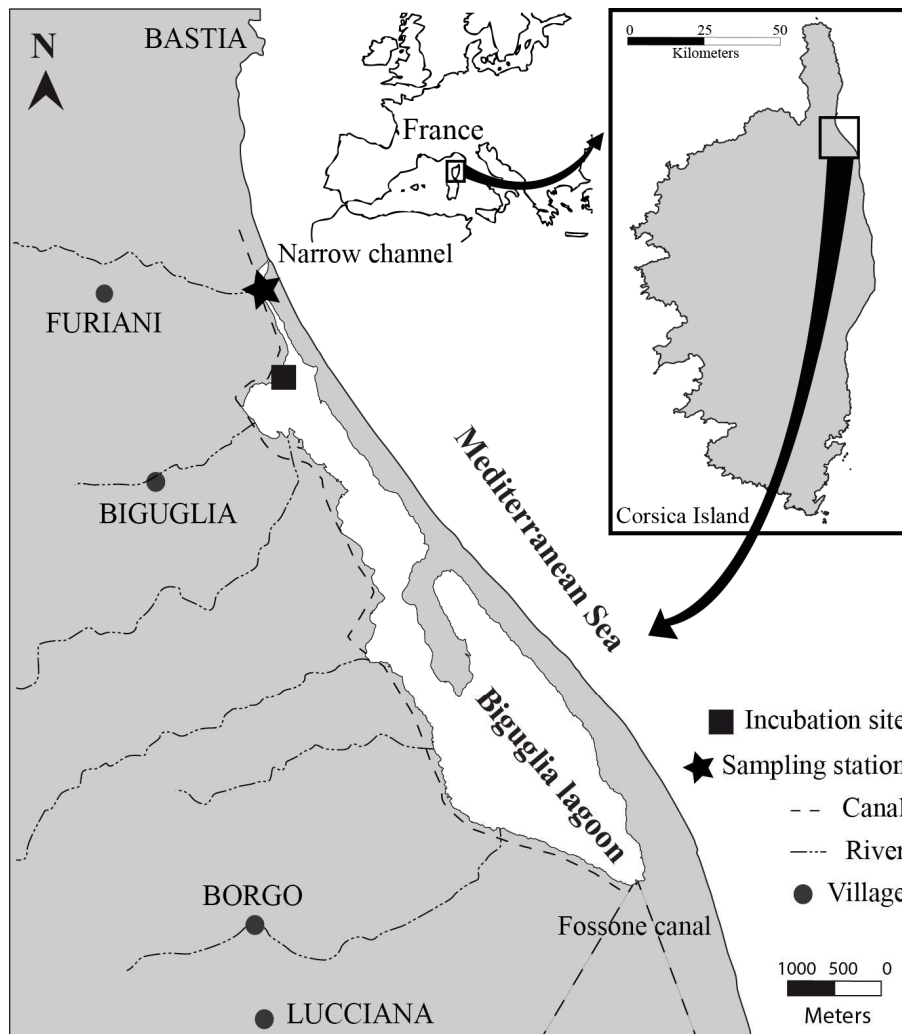 BASTIA
N
France
Narrow channel
FURIANI
BIGUGLIA
Mediterranean Sea
Biguglia lagoon
BORGO
Fossone canal
LUCCIANA
0 25 50
Kilometers
Corsica Island
Incubation site
Sampling station
Canal
River
Village
1000 500 0
Meters